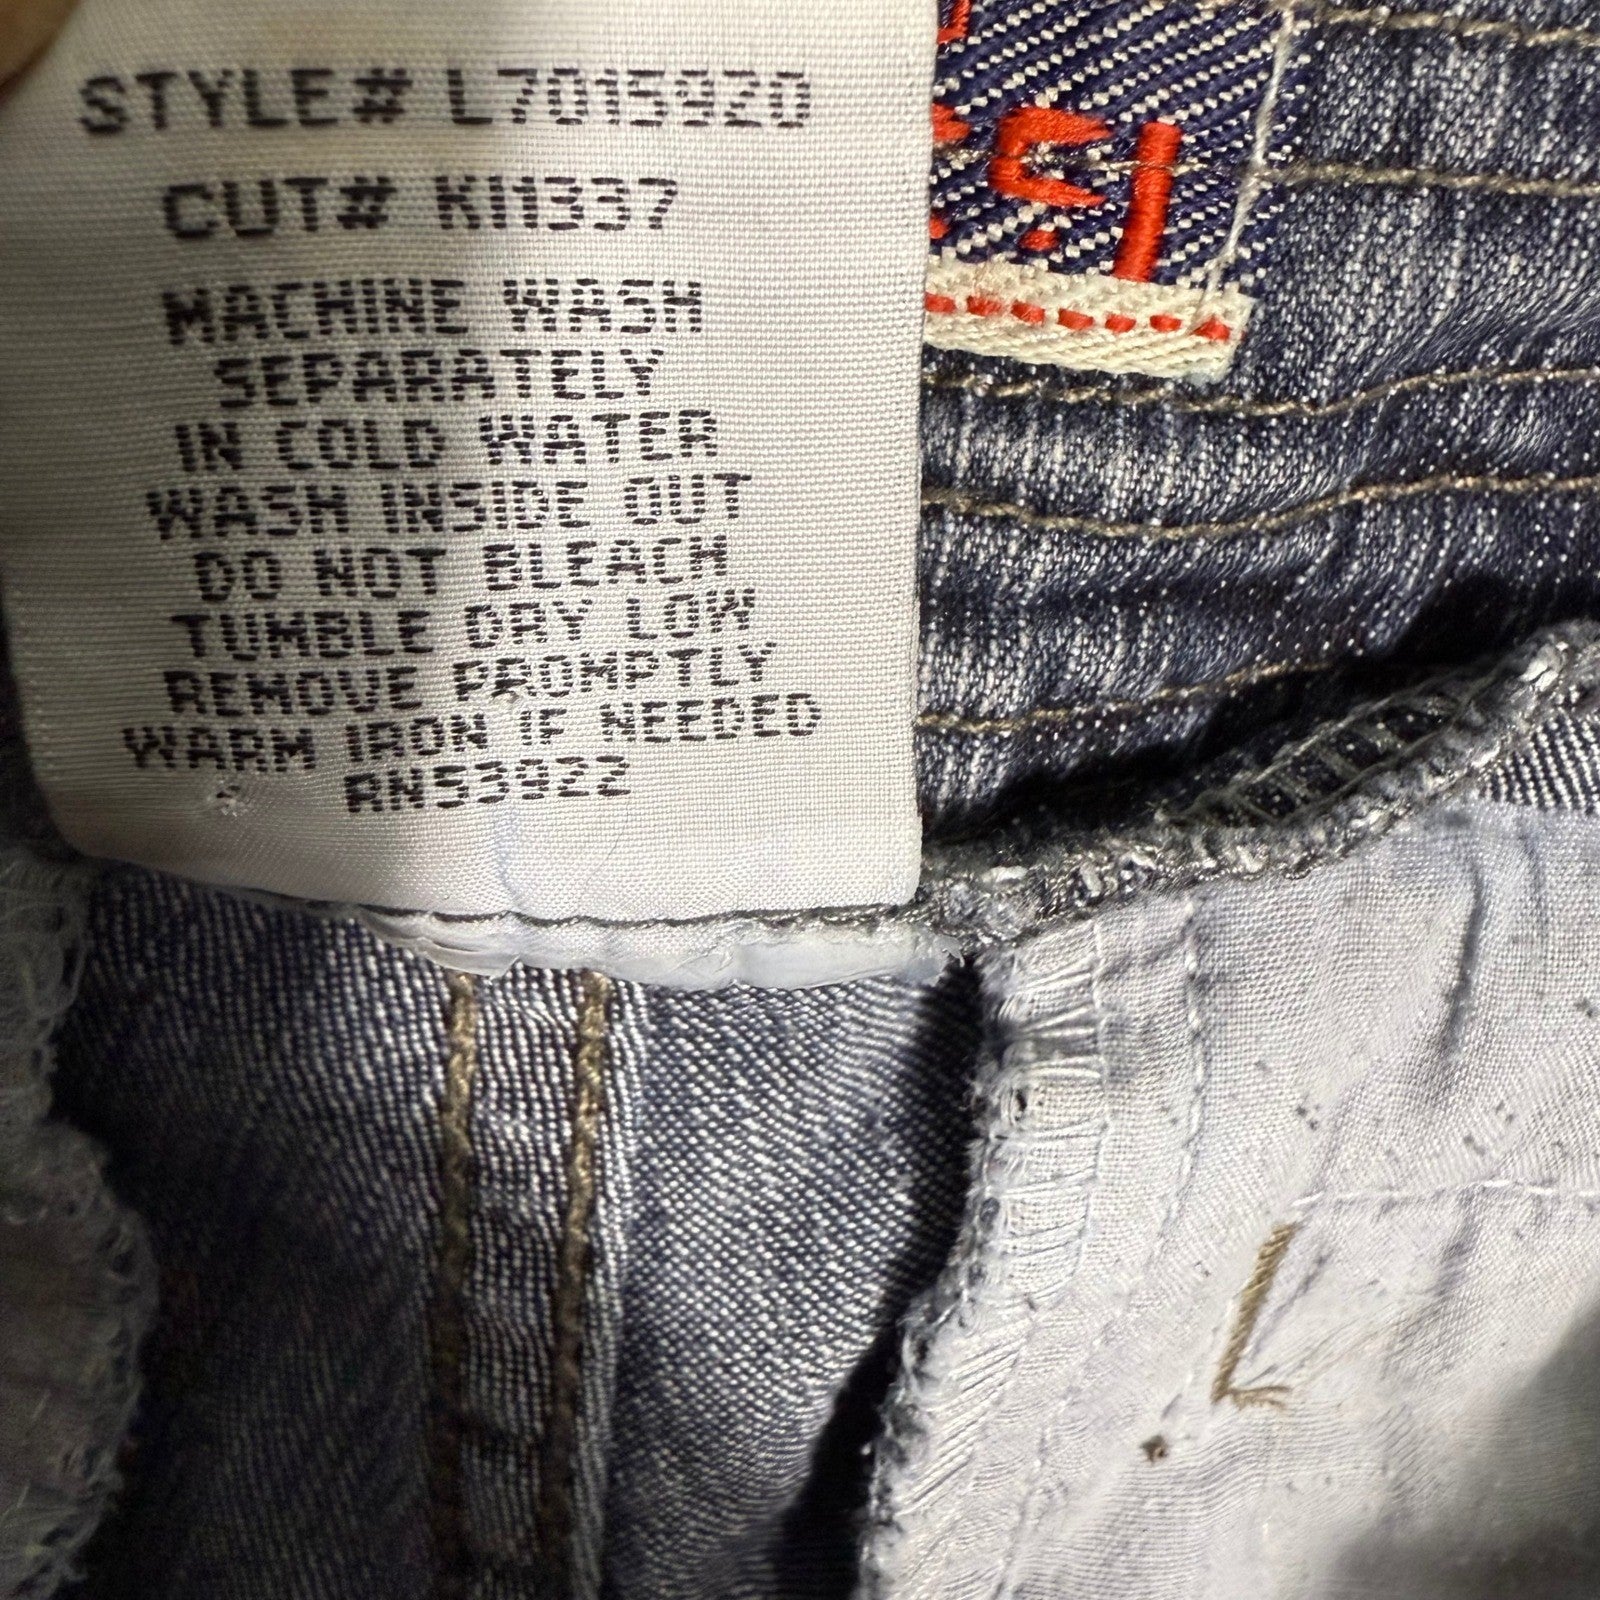 STYLE# L7015920
CUT# KI1337
MACHINE WASH
SEPARATELY
IN COLD WATER
WASH INSIDE OUT
DO NOT BLEACH
TUMBLE DRY LOW
REMOVE PROMPTLY
WARM IRON IF NEEDED
RN53922